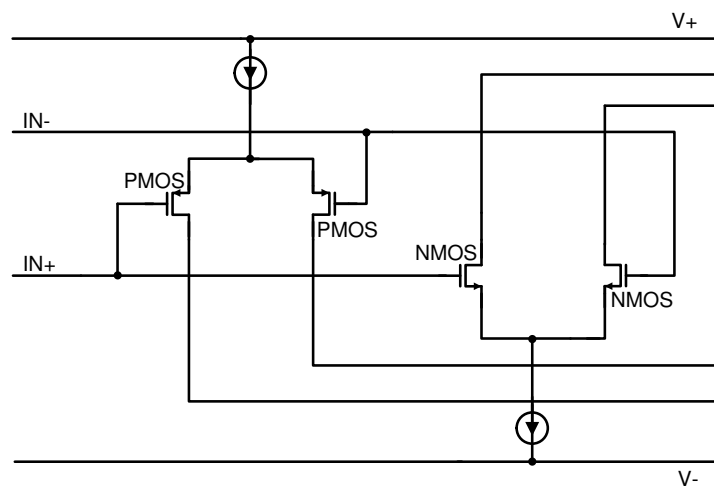 V+
IN-
PMOS
PMOS
NMOS
IN+
NMOS
V-